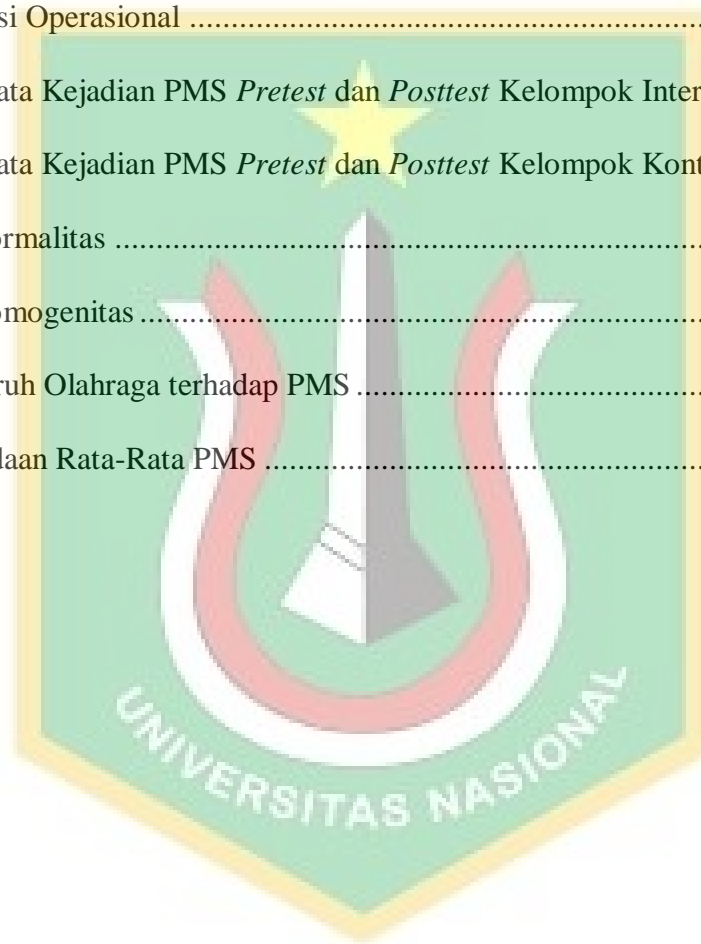 si Operasional ........................................................................
ata Kejadian PMS Pretest dan Posttest Kelompok Inter
ata Kejadian PMS Pretest dan Posttest Kelompok Kont
ormalitas ........................................................................
omogenitas ........................................................................
ruh Olahraga terhadap PMS ........................................................
daan Rata-Rata PMS ........................................................................
UNIVERSITAS NASIONAL